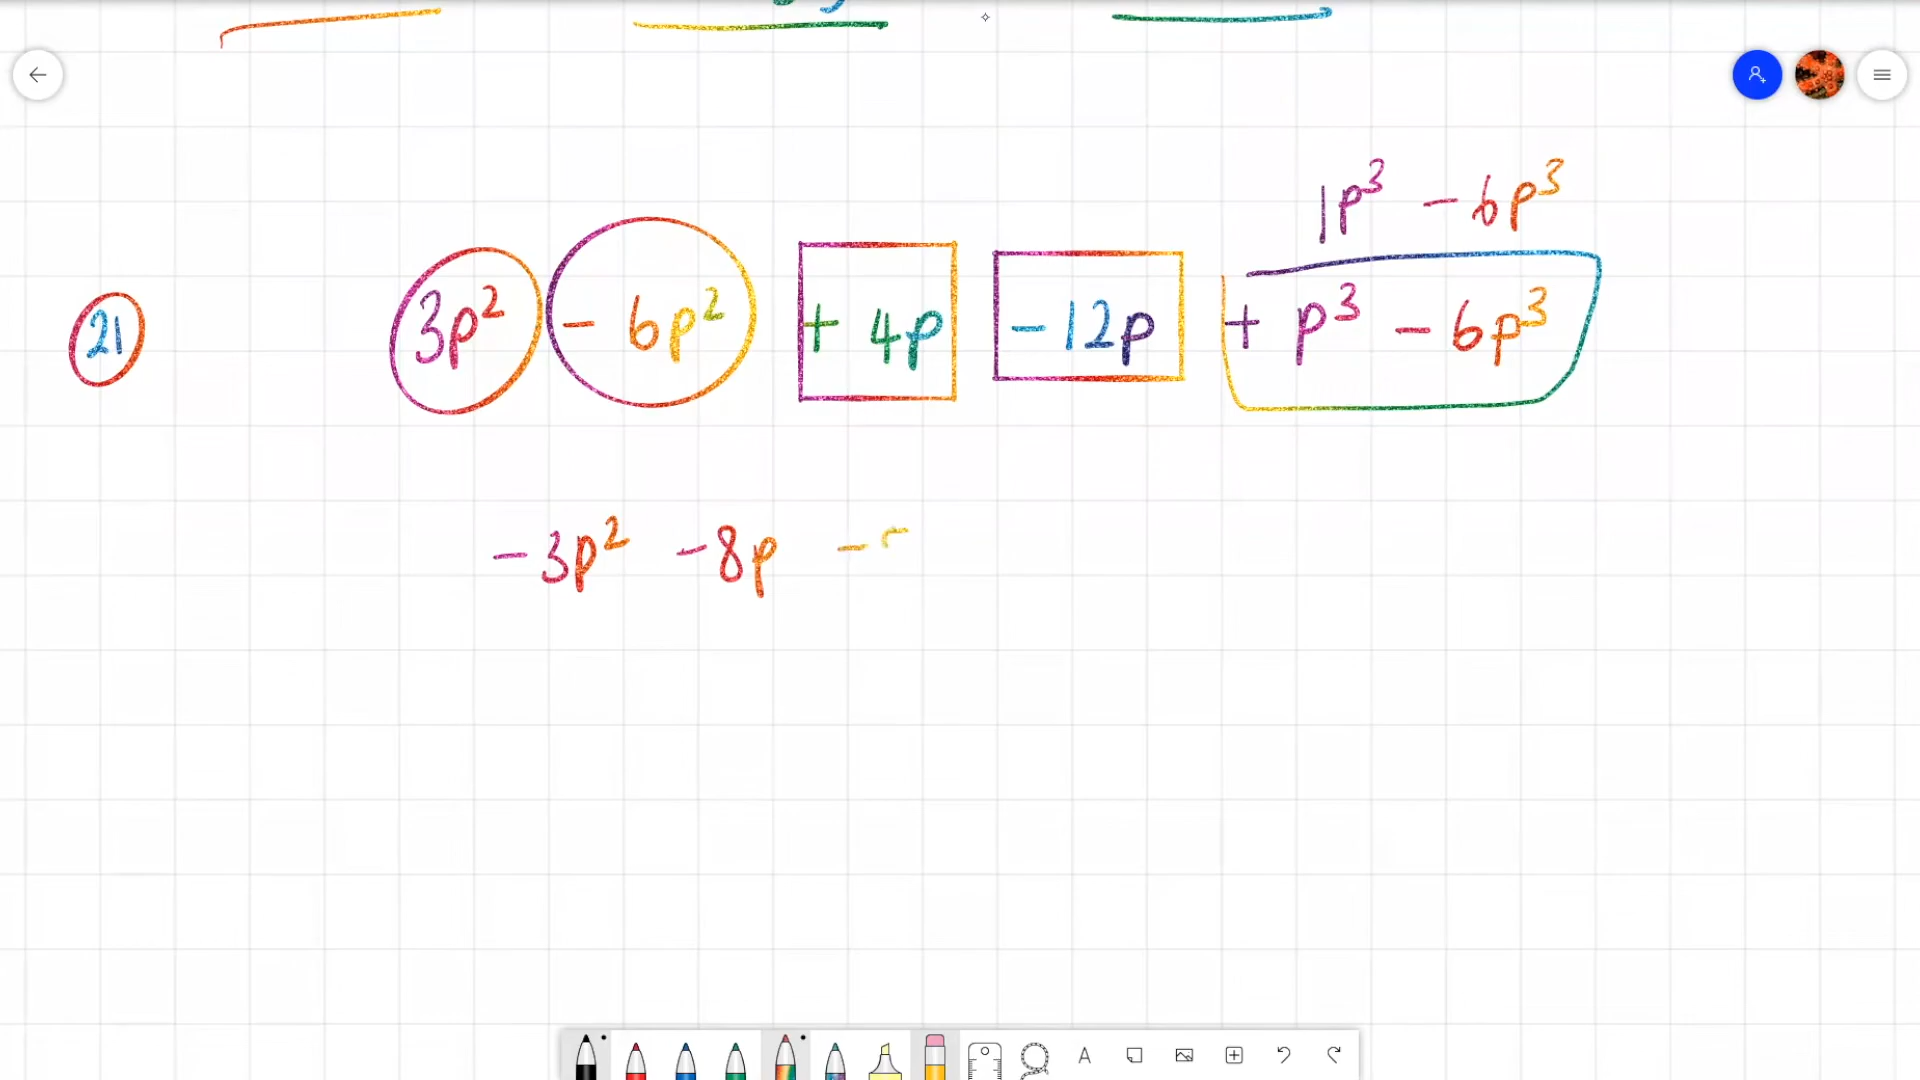 1p³ - 6p³
21 3p² - 6p² + 4p - 12p + p³ - 6p³
-3p² -8p -
A